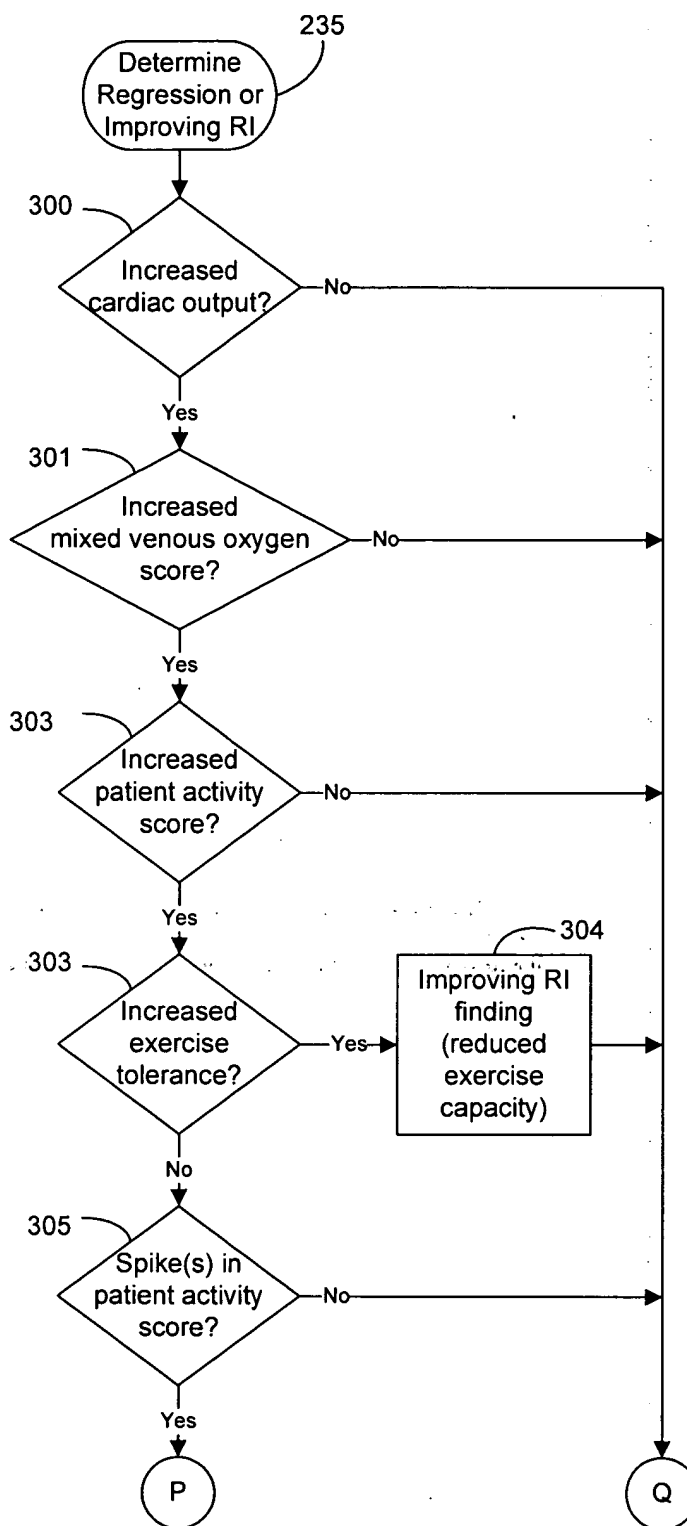 235
Determine
Regression or
Improving RI
300
Increased
cardiac output?
No
Yes
301
Increased
mixed venous oxygen
score?
No
Yes
303
Increased
patient activity
score?
No
Yes
303
Increased
exercise
tolerance?
Yes
304
Improving RI
finding
(reduced
exercise
capacity)
No
305
Spike(s) in
patient activity
score?
No
Yes
P
Q